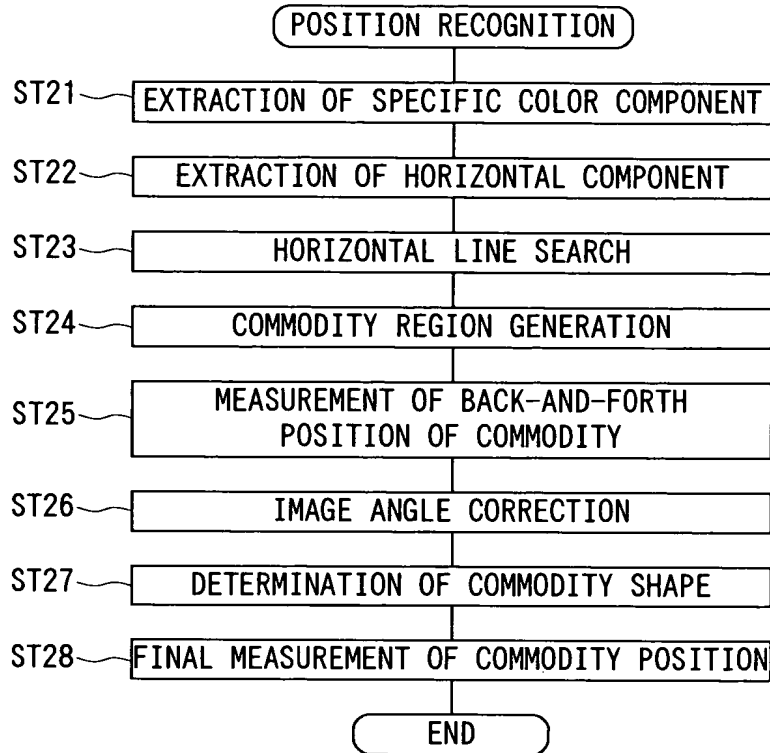 POSITION RECOGNITION
ST21 EXTRACTION OF SPECIFIC COLOR COMPONENT
ST22 EXTRACTION OF HORIZONTAL COMPONENT
ST23 HORIZONTAL LINE SEARCH
ST24 COMMODITY REGION GENERATION
ST25 MEASUREMENT OF BACK-AND-FORTH
POSITION OF COMMODITY
ST26 IMAGE ANGLE CORRECTION
ST27 DETERMINATION OF COMMODITY SHAPE
ST28 FINAL MEASUREMENT OF COMMODITY POSITION
END